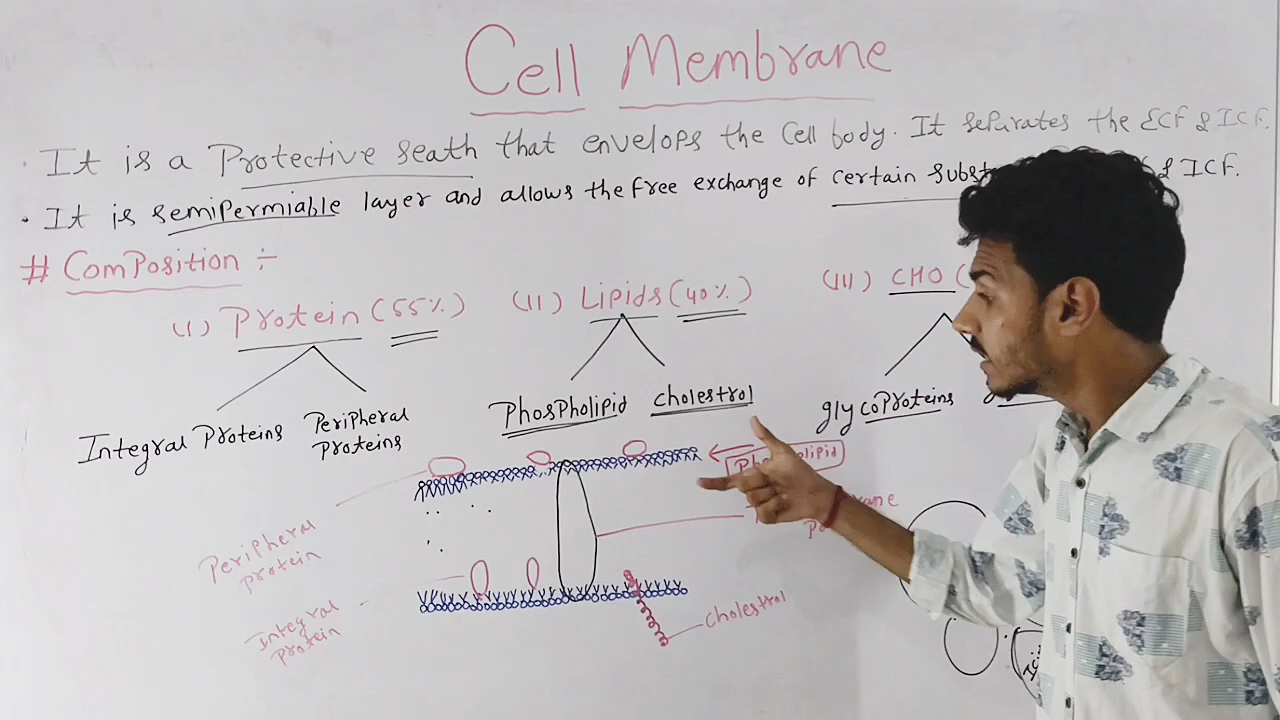 Cell Membrane
· It is a Protective seath that envelops the Cell body. It separates the ECF & ICF.
· It is semipermiable layer and allows the free exchange of certain & ICF.
# Composition ÷
(I) Protein (55%) (II) Lipids (40%) (III) CHO (
Integral Proteins Peripheral Proteins Phospholipid cholestrol glycoproteins
Peripheral protein
Integral protein
cholestrol